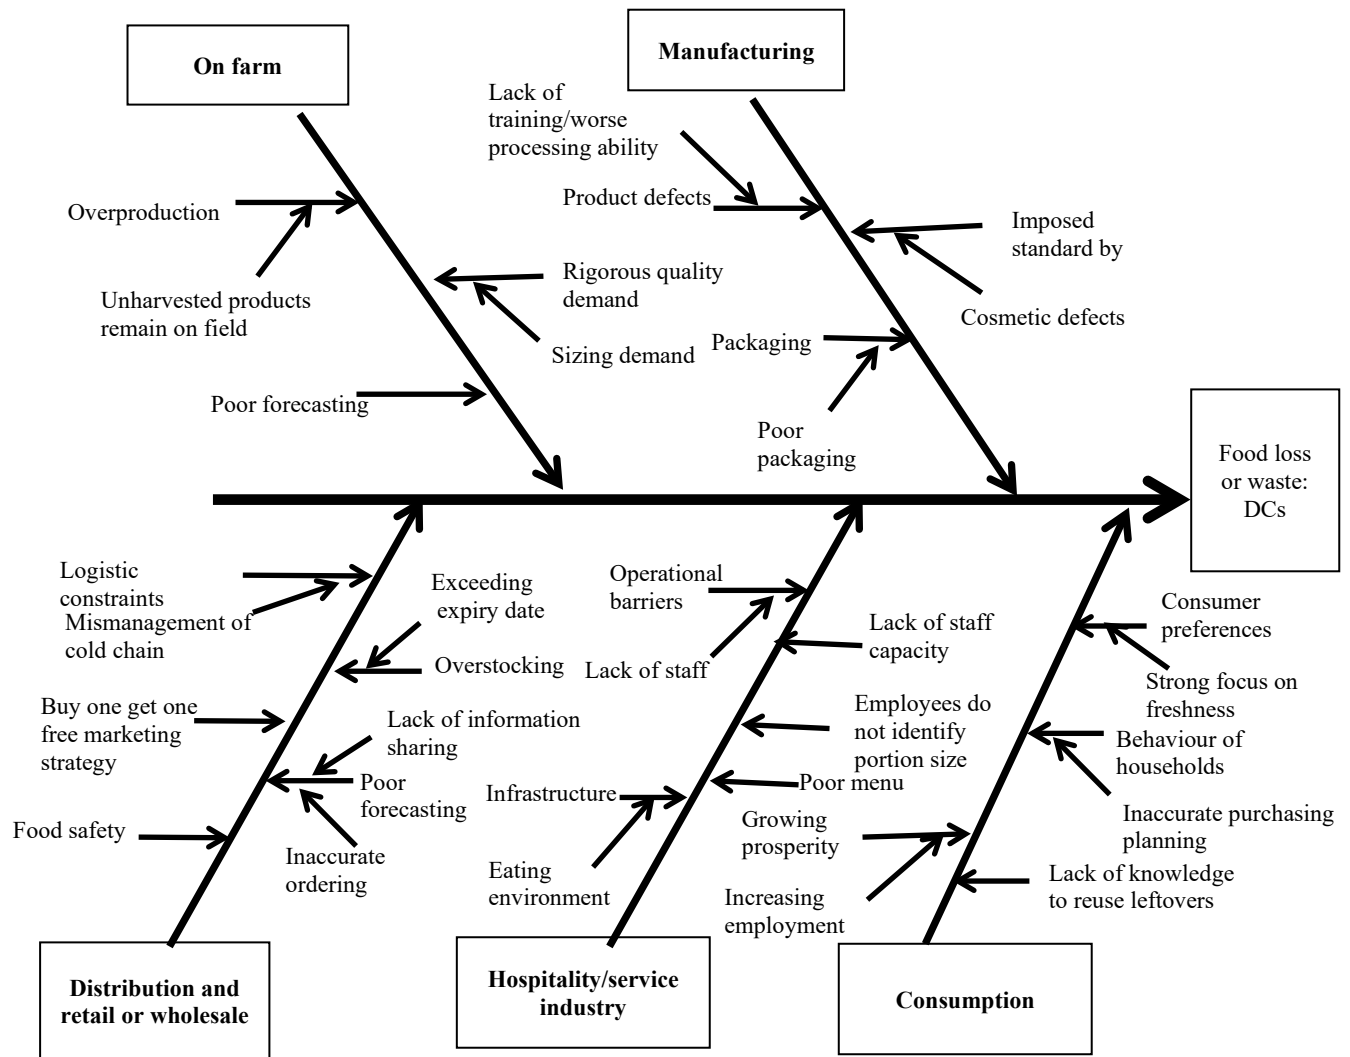 On farm
Manufacturing
Lack of
training/worse
processing ability
Product defects
Overproduction
Imposed
standard by
Unharvested products
remain on field
Rigorous quality
demand
Cosmetic defects
Sizing demand
Packaging
Poor forecasting
Poor
packaging
Food loss
or waste:
DCs
Logistic
constraints
Mismanagement of
cold chain
Exceeding
expiry date
Overstocking
Buy one get one
free marketing
strategy
Lack of information
sharing
Poor
forecasting
Food safety
Inaccurate
ordering
Operational
barriers
Lack of staff
Lack of staff
capacity
Employees do
not identify
portion size
Poor menu
Infrastructure
Eating
environment
Consumer
preferences
Strong focus on
freshness
Behaviour of
households
Inaccurate purchasing
planning
Growing
prosperity
Increasing
employment
Lack of knowledge
to reuse leftovers
Distribution and
retail or wholesale
Hospitality/service
industry
Consumption